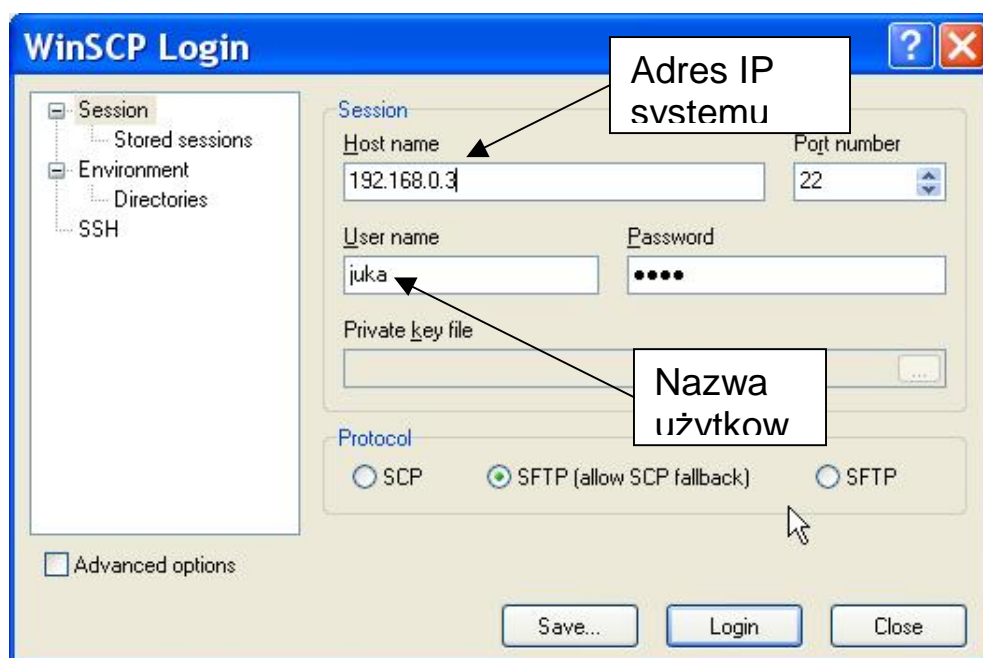 WinSCP Login
Adres IP
systemu
Session
Stored sessions
Environment
Directories
SSH
Session
Host name
Port number
192.168.0.3
22
User name
Password
juka
••••
Private key file
...
Nazwa
użytkow
Protocol
SCP
SFTP (allow SCP fallback)
SFTP
Advanced options
Save...
Login
Close